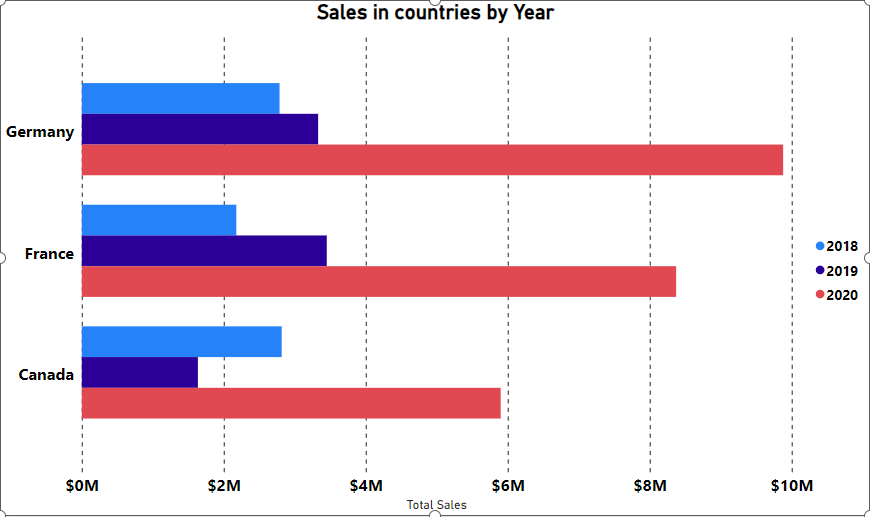 Sales in countries by Year
Germany
France
Canada
2018
2019
2020
$0M $2M $4M $6M $8M $10M
Total Sales